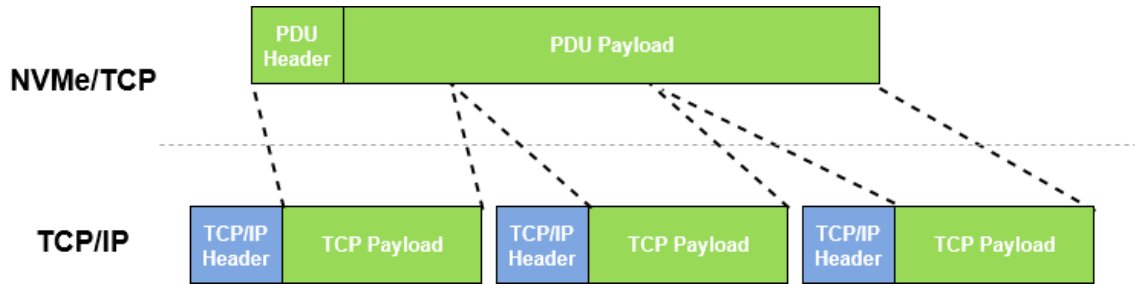 PDU
Header
PDU Payload
NVMe/TCP
TCP/IP
TCP/IP
Header
TCP Payload
TCP/IP
Header
TCP Payload
TCP/IP
Header
TCP Payload